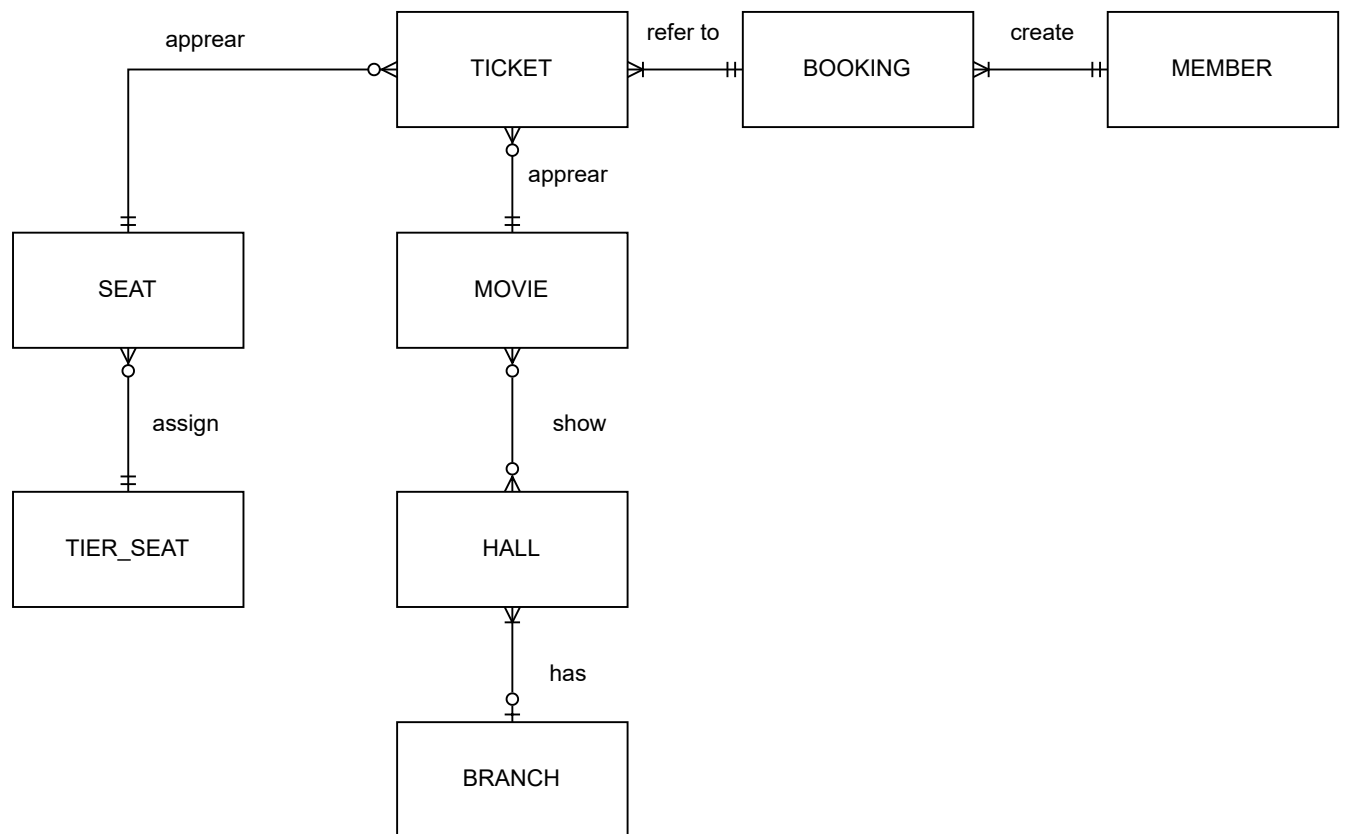 apprear
TICKET
refer to
BOOKING
create
MEMBER
apprear
SEAT
MOVIE
assign
show
TIER_SEAT
HALL
has
BRANCH